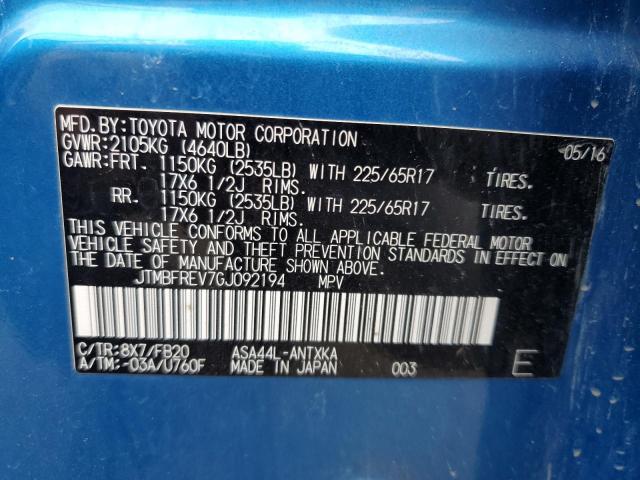 MFD.BY:TOYOTA MOTOR CORPORATION 05/16
GVWR:2105KG (4640LB)
GAWR:FRT. 1150KG (2535LB) WITH 225/65R17 TIRES.
17X6 1/2J RIMS.
RR. 1150KG (2535LB) WITH 225/65R17 TIRES.
17X6 1/2J RIMS.
THIS VEHICLE CONFORMS TO ALL APPLICABLE FEDERAL MOTOR
VEHICLE SAFETY AND THEFT PREVENTION STANDARDS IN EFFECT ON
THE DATE OF MANUFACTURE SHOWN ABOVE.
JTMBFREV7GJ092194 MPV
C/TR:8X7/FB20 ASA44L-ANTXKA
A/TM:-03A/U760F MADE IN JAPAN 003 E